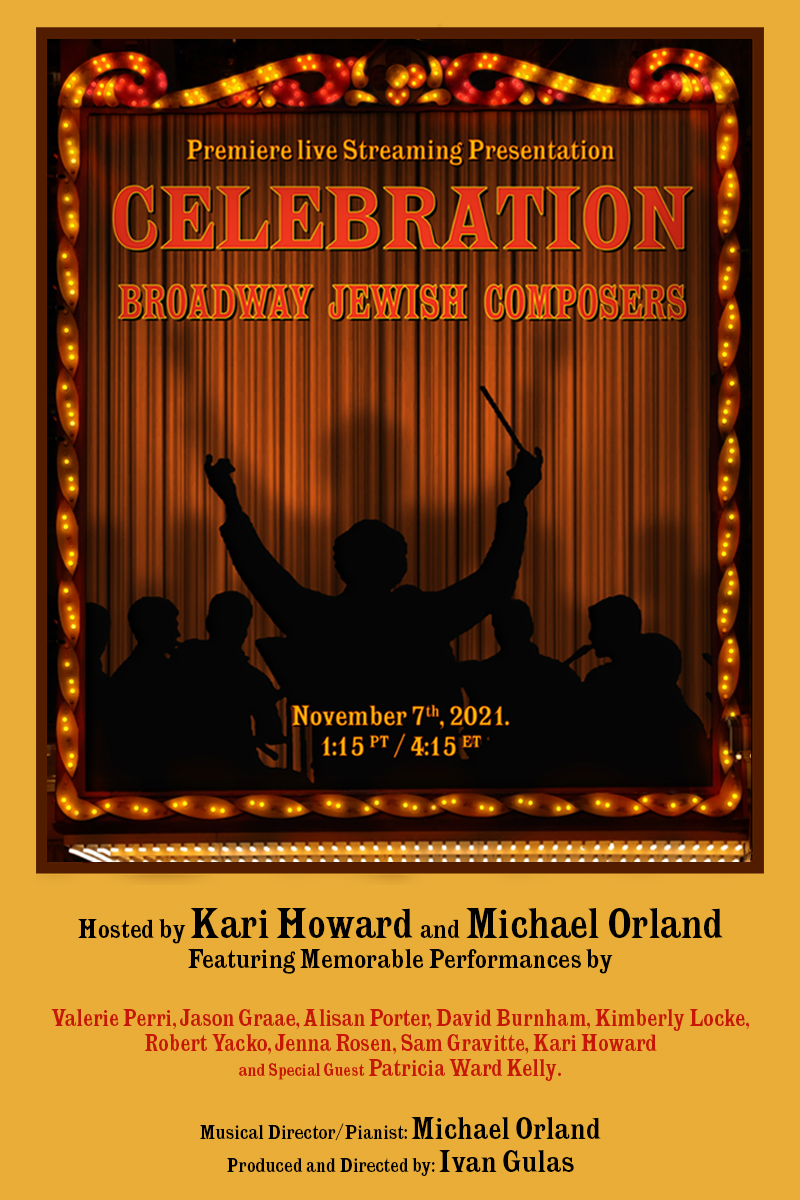 Premiere live Streaming Presentation
CELEBRATION
BROADWAY JEWISH COMPOSERS
November 7th, 2021.
1:15 PT / 4:15 ET
Hosted by Kari Howard and Michael Orland
Featuring Memorable Performances by
Valerie Perri, Jason Graae, Alisan Porter, David Burnham, Kimberly Locke,
Robert Yacko, Jenna Rosen, Sam Gravitte, Kari Howard
and Special Guest Patricia Ward Kelly.
Musical Director/Pianist: Michael Orland
Produced and Directed by: Ivan Gulas